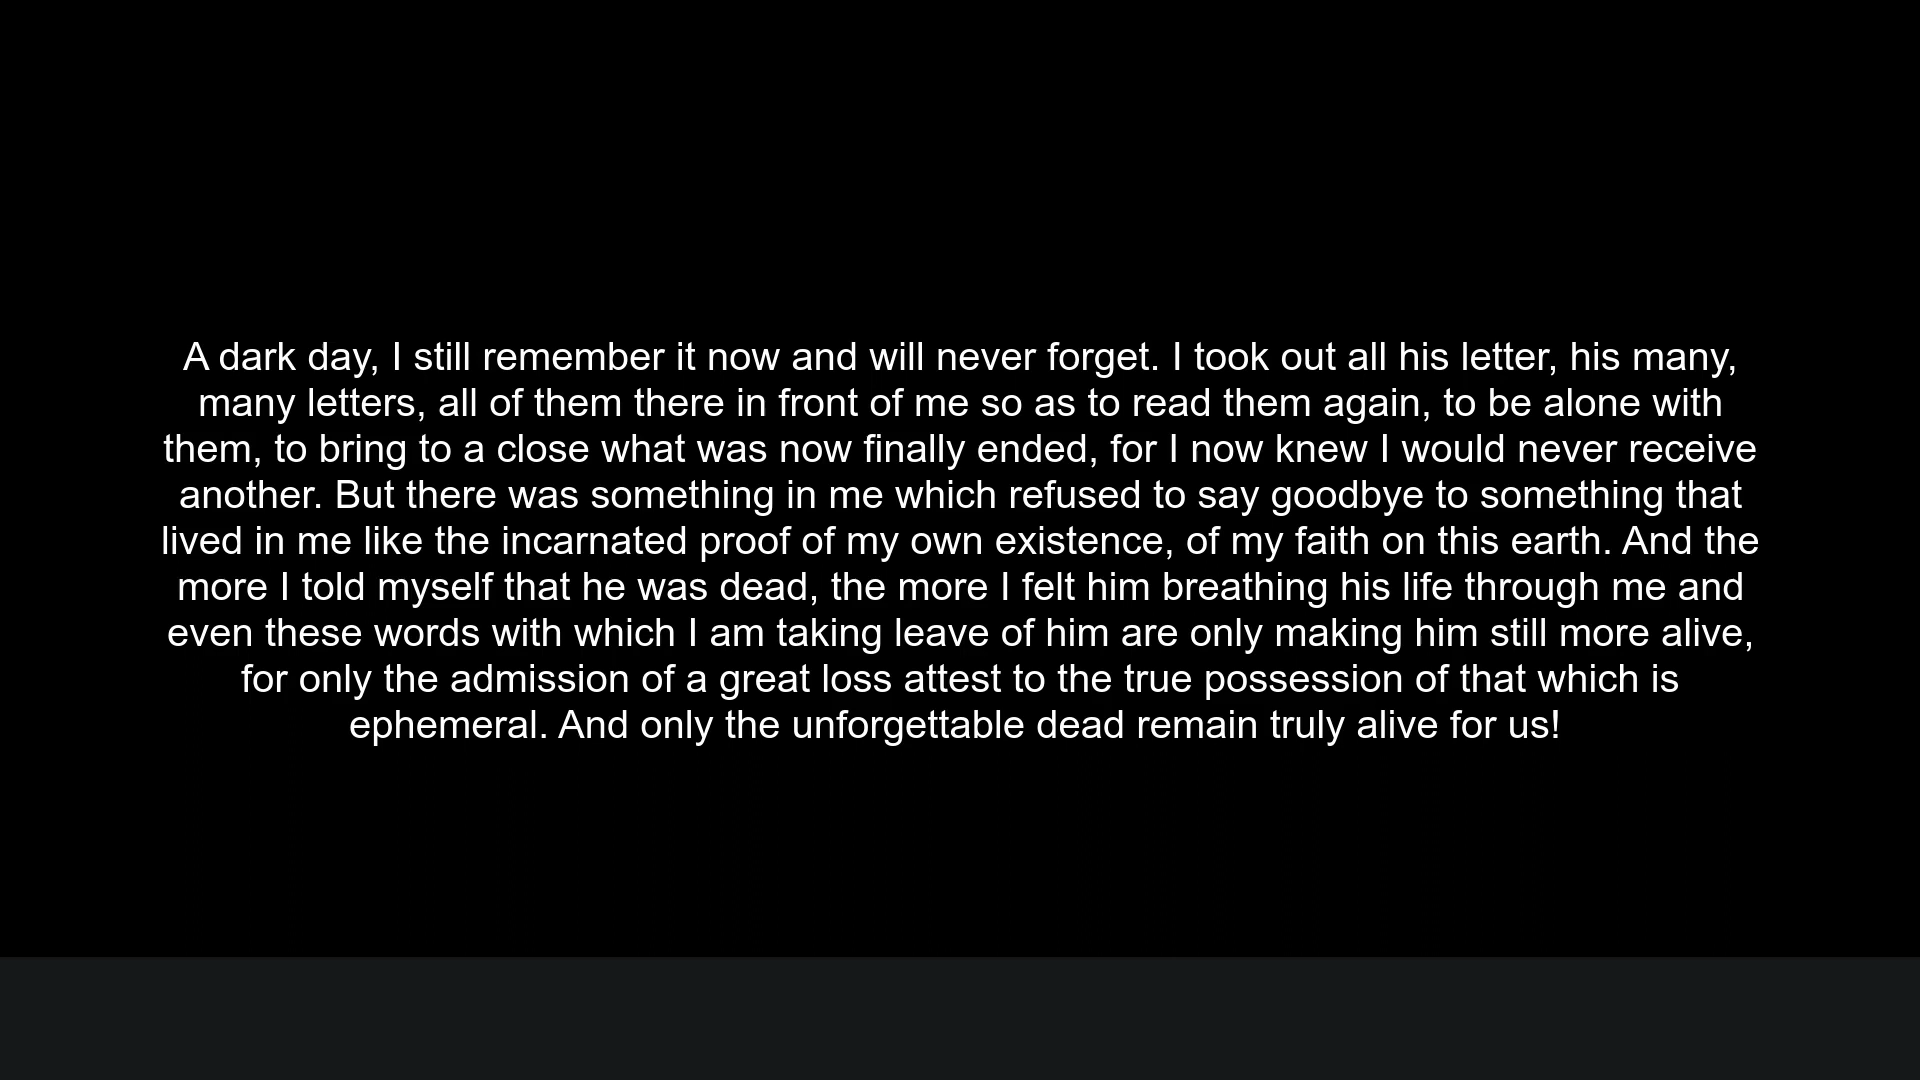 A dark day, I still remember it now and will never forget. I took out all his letter, his many,
many letters, all of them there in front of me so as to read them again, to be alone with
them, to bring to a close what was now finally ended, for I now knew I would never receive
another. But there was something in me which refused to say goodbye to something that
lived in me like the incarnated proof of my own existence, of my faith on this earth. And the
more I told myself that he was dead, the more I felt him breathing his life through me and
even these words with which I am taking leave of him are only making him still more alive,
for only the admission of a great loss attest to the true possession of that which is
ephemeral. And only the unforgettable dead remain truly alive for us!